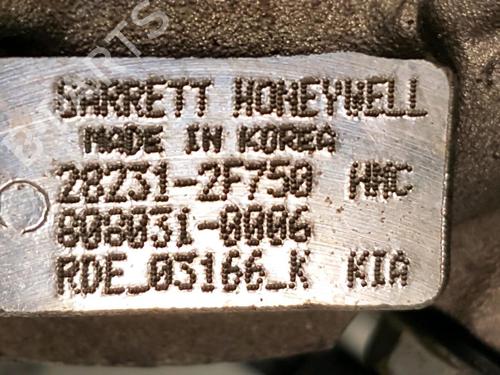 GARRETT HONEYWELL
MADE IN KOREA
28231-2F750 HMC
808031-0006
RDE_03166_K KIA